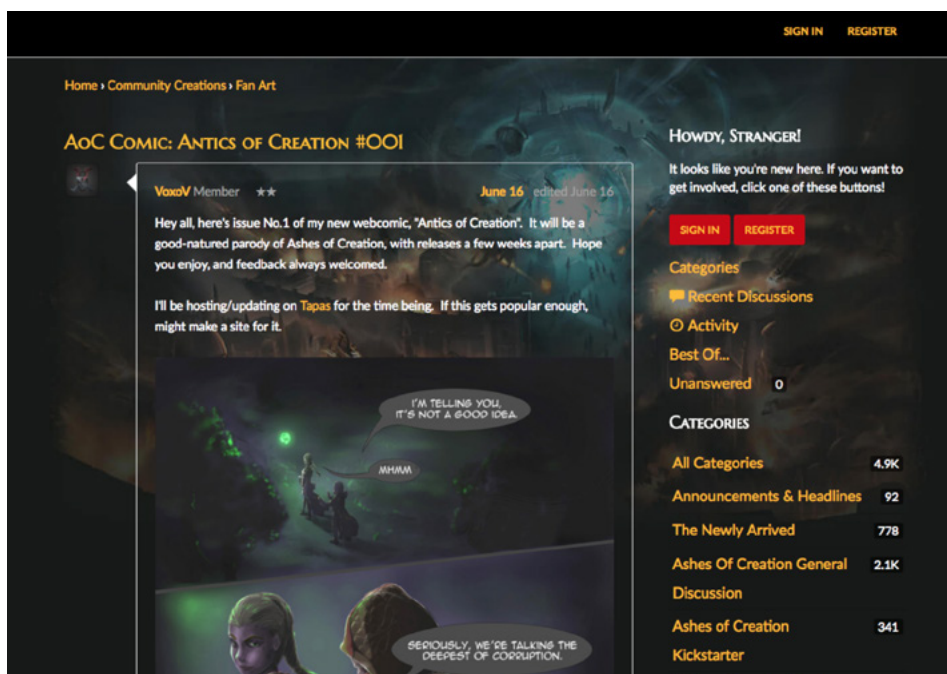 SIGN IN REGISTER
Home › Community Creations › Fan Art
AoC Comic: Antics of Creation #001
VoxoV Member ★★ June 16 edited June 16
Hey all, here's issue No.1 of my new webcomic, "Antics of Creation". It will be a
good-natured parody of Ashes of Creation, with releases a few weeks apart. Hope
you enjoy, and feedback always welcomed.
I'll be hosting/updating on Tapas for the time being. If this gets popular enough,
might make a site for it.
I'M TELLING YOU,
IT'S NOT A GOOD IDEA.
MHMM
SERIOUSLY, WE'RE TALKING THE
DEEPEST OF CORRUPTION.
Howdy, Stranger!
It looks like you're new here. If you want to
get involved, click one of these buttons!
SIGN IN REGISTER
Categories
Recent Discussions
Activity
Best Of...
Unanswered 0
Categories
All Categories 4.9K
Announcements & Headlines 92
The Newly Arrived 778
Ashes Of Creation General 2.1K
Discussion
Ashes of Creation 341
Kickstarter